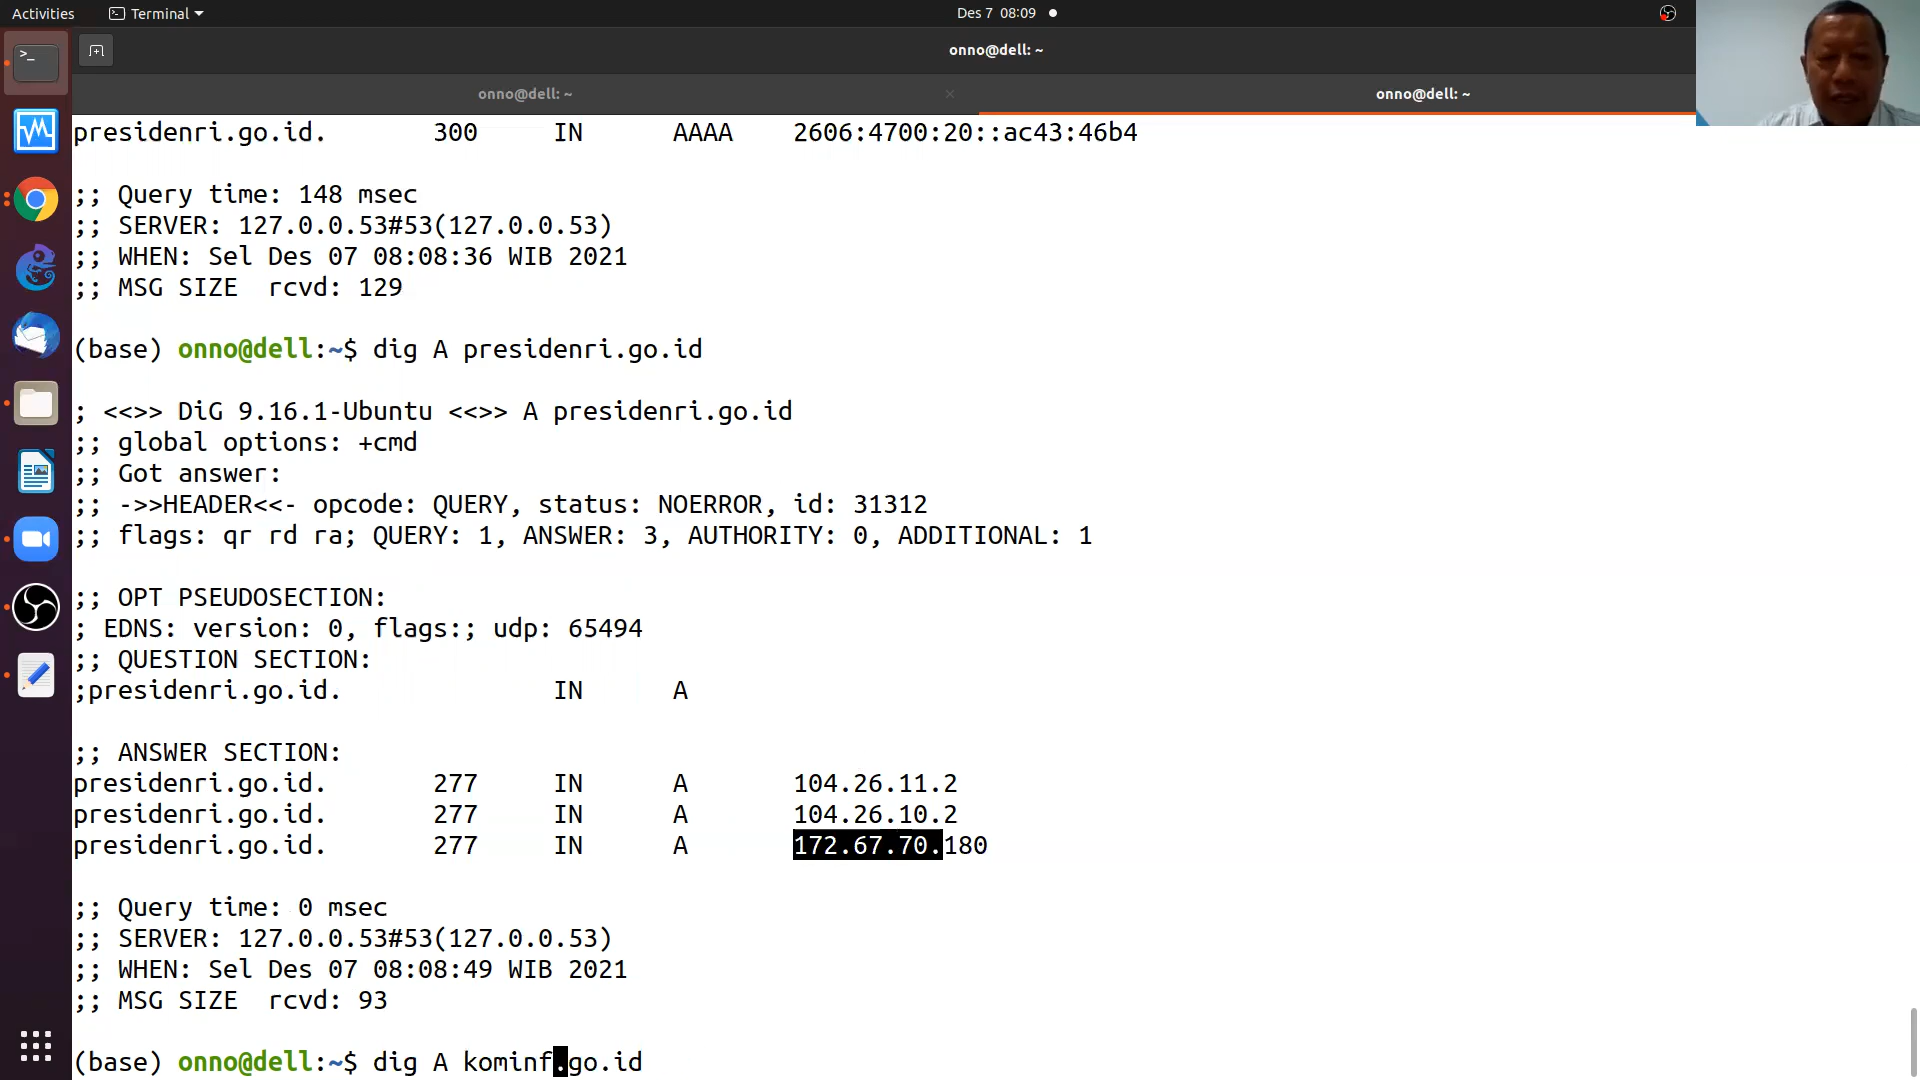 Activities
Terminal
Des 7 08:09
onno@dell: ~
onno@dell: ~
onno@dell: ~
presidenri.go.id. 300 IN AAAA 2606:4700:20::ac43:46b4
;; Query time: 148 msec
;; SERVER: 127.0.0.53#53(127.0.0.53)
;; WHEN: Sel Des 07 08:08:36 WIB 2021
;; MSG SIZE rcvd: 129
(base) onno@dell:~$ dig A presidenri.go.id
; <<>> DiG 9.16.1-Ubuntu <<>> A presidenri.go.id
;; global options: +cmd
;; Got answer:
;; ->>HEADER<<- opcode: QUERY, status: NOERROR, id: 31312
;; flags: qr rd ra; QUERY: 1, ANSWER: 3, AUTHORITY: 0, ADDITIONAL: 1
;; OPT PSEUDOSECTION:
; EDNS: version: 0, flags:; udp: 65494
;; QUESTION SECTION:
;presidenri.go.id. IN A
;; ANSWER SECTION:
presidenri.go.id. 277 IN A 104.26.11.2
presidenri.go.id. 277 IN A 104.26.10.2
presidenri.go.id. 277 IN A 172.67.70.180
;; Query time: 0 msec
;; SERVER: 127.0.0.53#53(127.0.0.53)
;; WHEN: Sel Des 07 08:08:49 WIB 2021
;; MSG SIZE rcvd: 93
(base) onno@dell:~$ dig A kominf.go.id